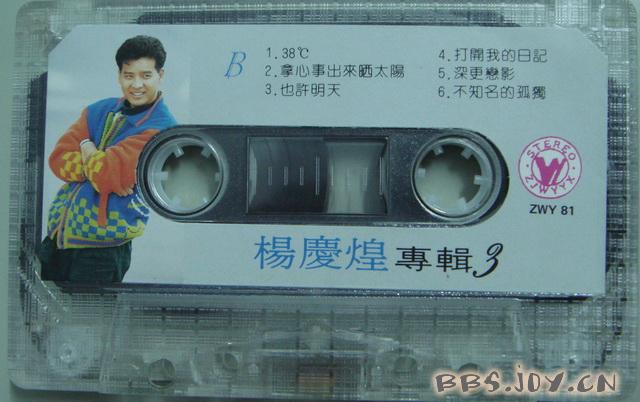 B
1.38℃
2.拿心事出來晒太陽
3.也許明天
4.打開我的日記
5.深更戀影
6.不知名的孤獨
STEREO
ZWY 81
楊慶煌 專輯3
BBS.JOY.CN